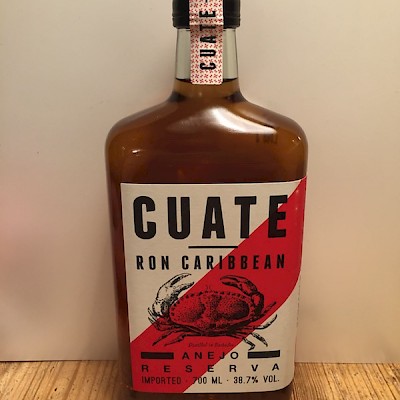 CUATE
CUATE
RON CARIBBEAN
AÑEJO
RESERVA
IMPORTED - 700 ML - 38.7% VOL.